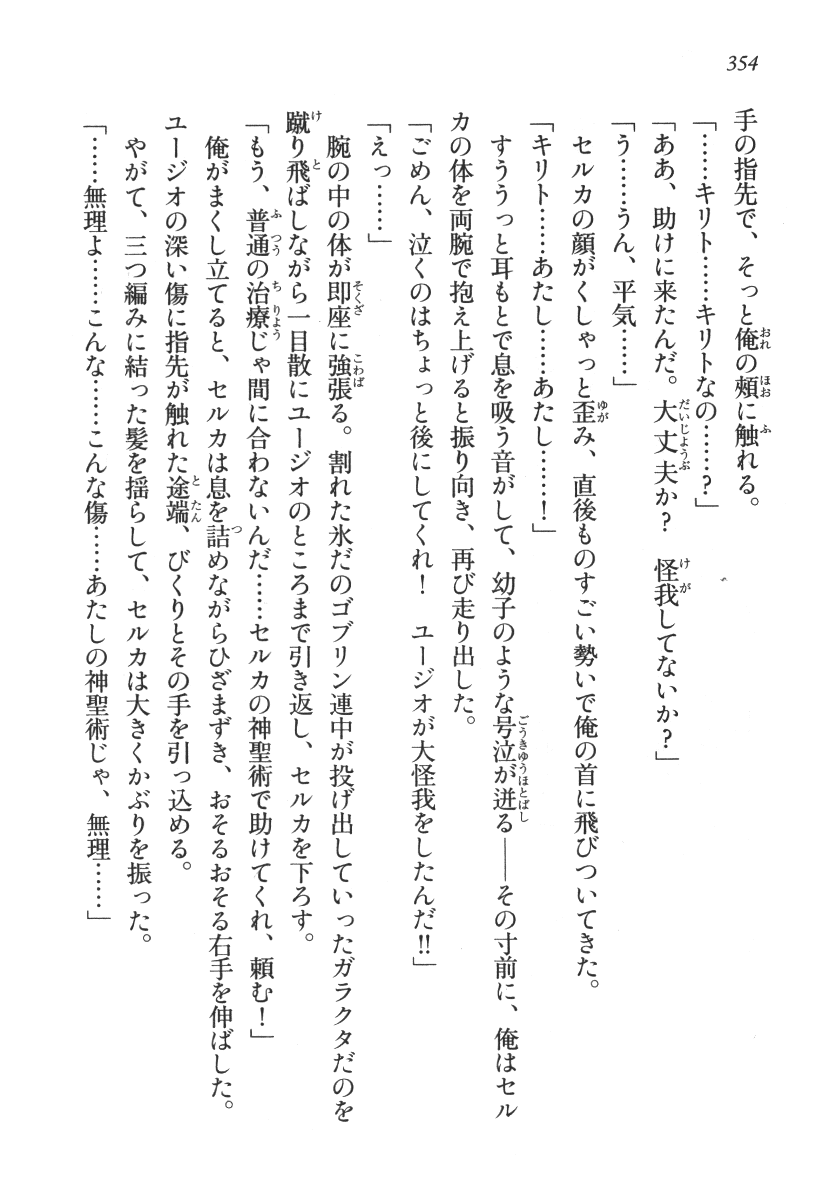 354
手の指先で、そっと俺の頰に触れる。
「……キリト……キリトなの……？」
「ああ、助けに来たんだ。大丈夫か？　怪我してないか？」
「う……うん、平気……」
セルカの顔がくしゃっと歪み、直後ものすごい勢いで俺の首に飛びついてきた。
「キリト……あたし……あたし……！」
すううっと耳もとで息を吸う音がして、幼子のような号泣が迸る――その寸前に、俺はセル
カの体を両腕で抱え上げると振り向き、再び走り出した。
「ごめん、泣くのはちょっと後にしてくれ！　ユージオが大怪我をしたんだ!!」
「えっ……」
腕の中の体が即座に強張る。割れた氷だのゴブリン連中が投げ出していったガラクタだのを
蹴り飛ばしながら一目散にユージオのところまで引き返し、セルカを下ろす。
「もう、普通の治療じゃ間に合わないんだ……セルカの神聖術で助けてくれ、頼む！」
俺がまくし立てると、セルカは息を詰めながらひざまずき、おそるおそる右手を伸ばした。
ユージオの深い傷に指先が触れた途端、びくりとその手を引っ込める。
やがて、三つ編みに結った髪を揺らして、セルカは大きくかぶりを振った。
「……無理よ……こんな……こんな傷……あたしの神聖術じゃ、無理……」